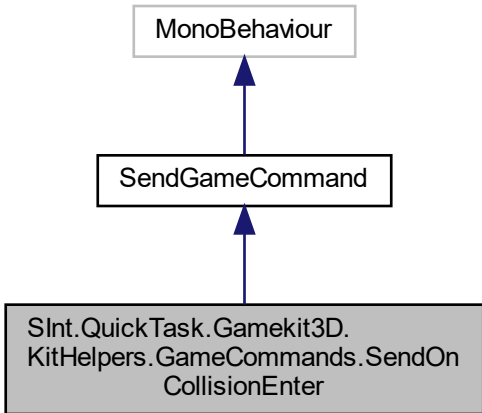 MonoBehaviour
SendGameCommand
SInt.QuickTask.Gamekit3D.
KitHelpers.GameCommands.SendOn
CollisionEnter